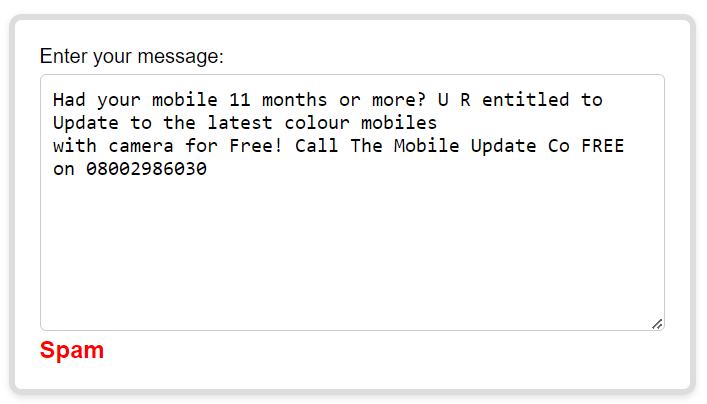 Enter your message:
Had your mobile 11 months or more? U R entitled to
Update to the latest colour mobiles
with camera for Free! Call The Mobile Update Co FREE
on 08002986030
Spam